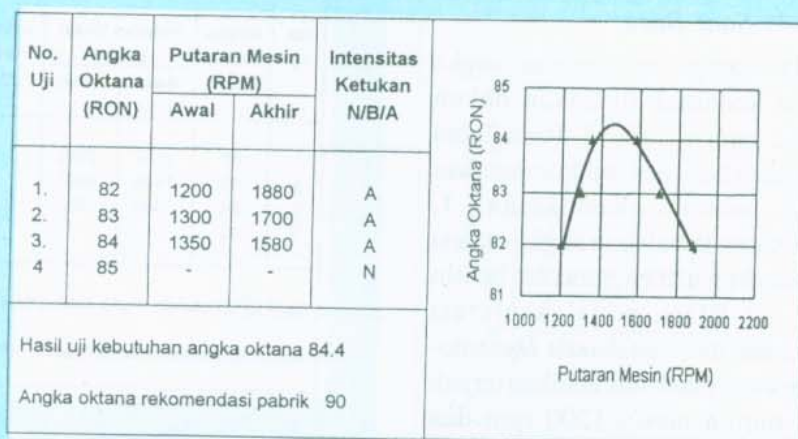 No. Uji Angka Oktana (RON) Putaran Mesin (RPM) Intensitas Ketukan N/B/A
Awal Akhir
1. 82 1200 1880 A
2. 83 1300 1700 A
3. 84 1350 1580 A
4 85 - - N
Hasil uji kebutuhan angka oktana 84.4
Angka oktana rekomendasi pabrik 90
Angka Oktana (RON)
85
84
83
82
81
1000 1200 1400 1600 1800 2000 2200
Putaran Mesin (RPM)